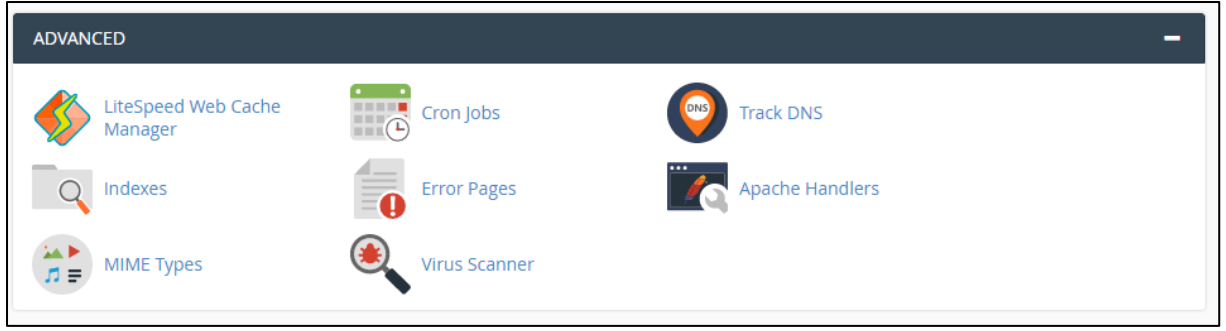 ADVANCED
LiteSpeed Web Cache
Manager
Cron Jobs
DNS
Track DNS
Indexes
Error Pages
Apache Handlers
MIME Types
Virus Scanner